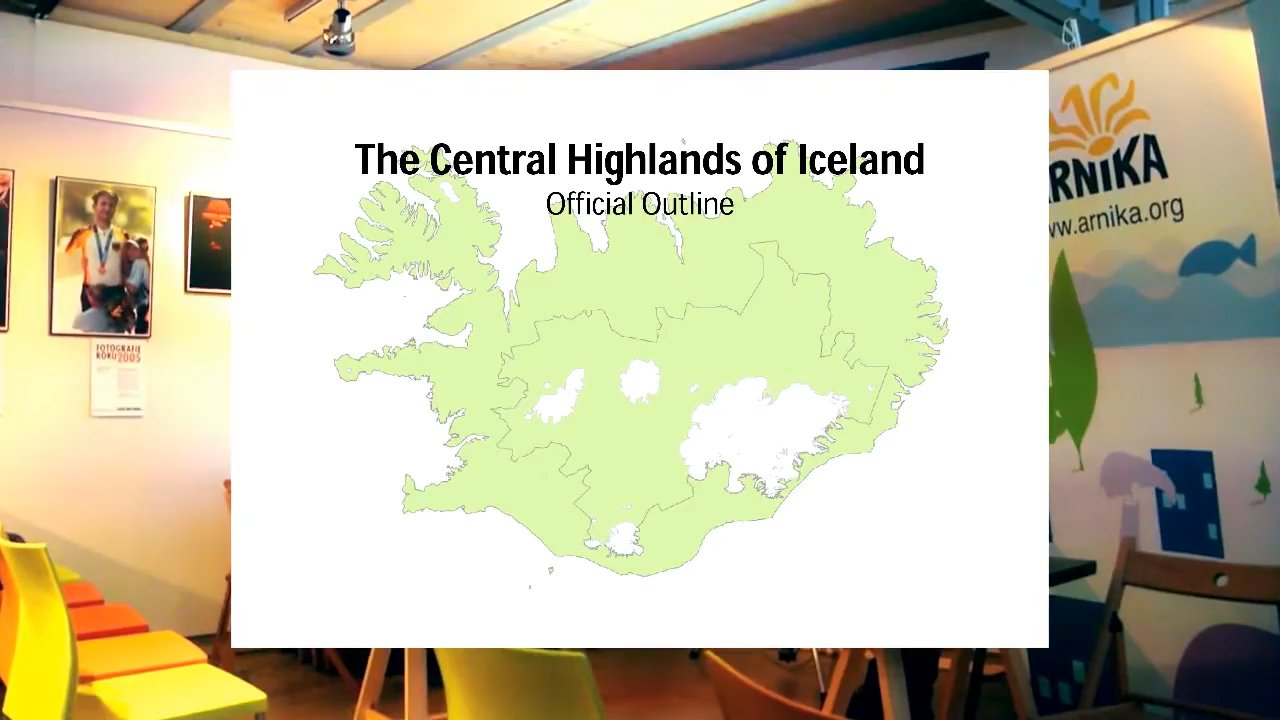 The Central Highlands of Iceland
Official Outline
ARNIKA
www.arnika.org
FOTOGRAFIE
ROKU 2005